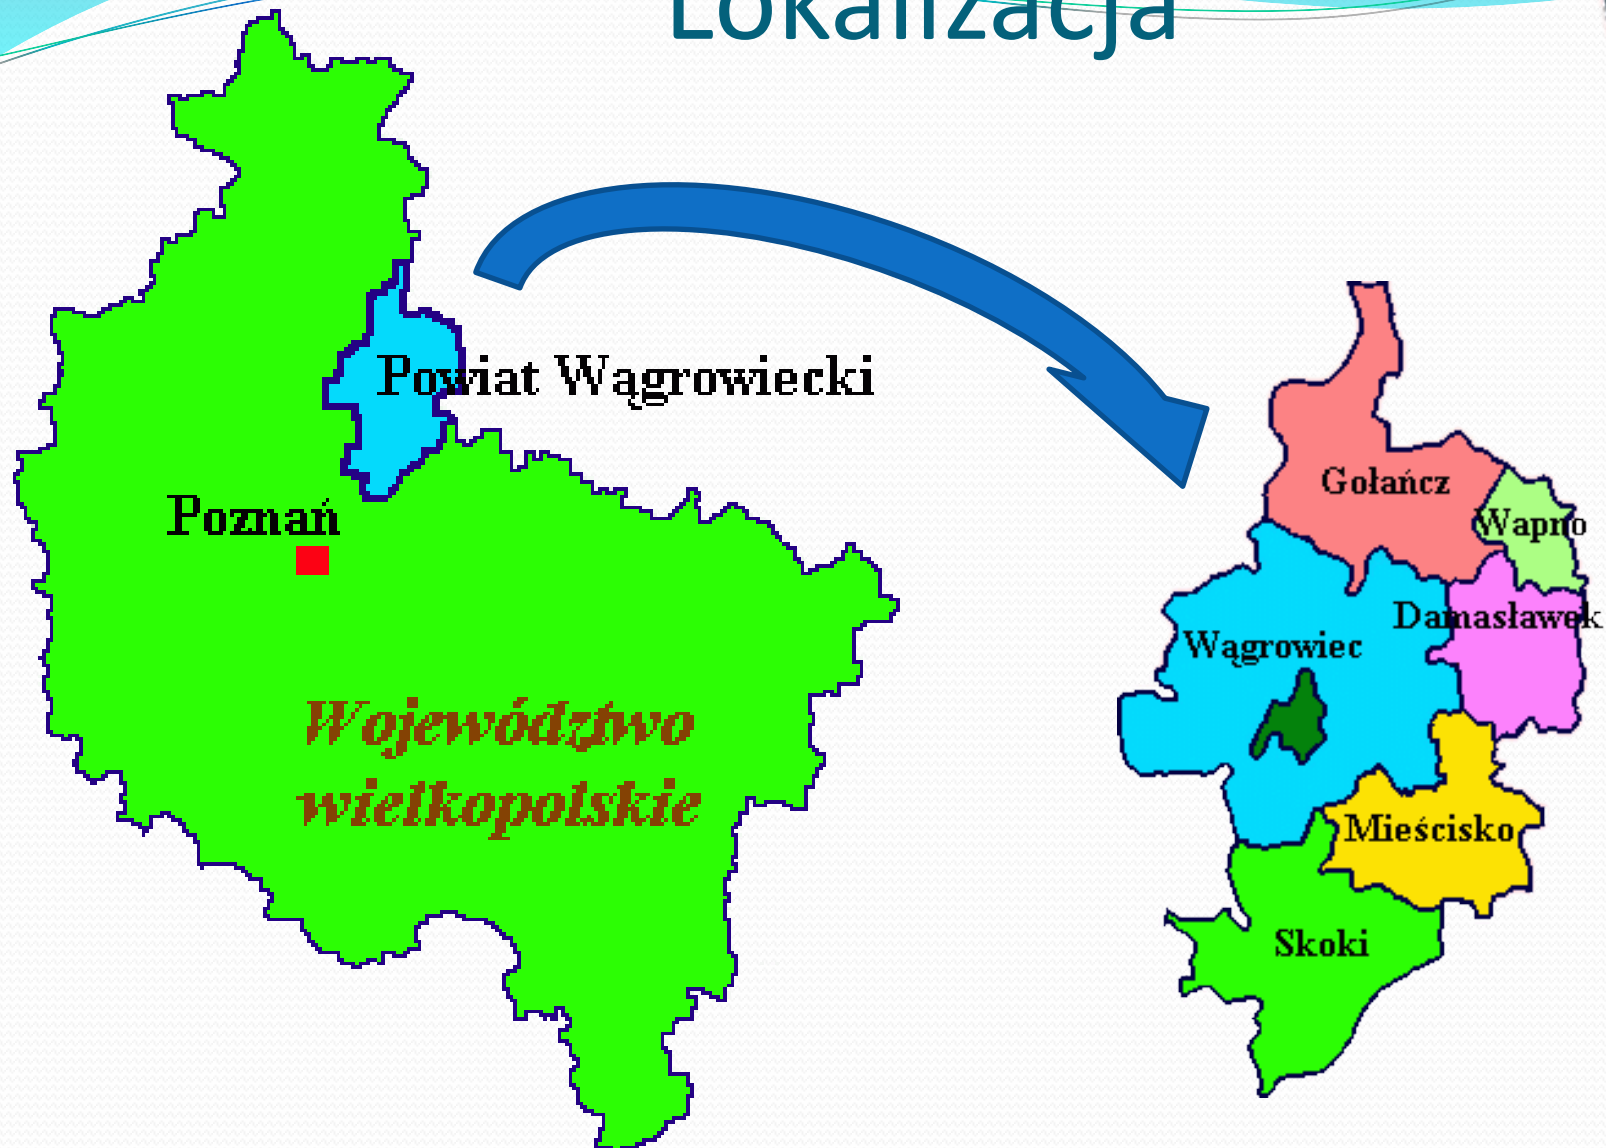 Lokalizacja
Powiat Wągrowiecki
Poznań
Województwo
wielkopolskie
Gołańcz
Wapno
Damasławek
Wągrowiec
Mieścisko
Skoki